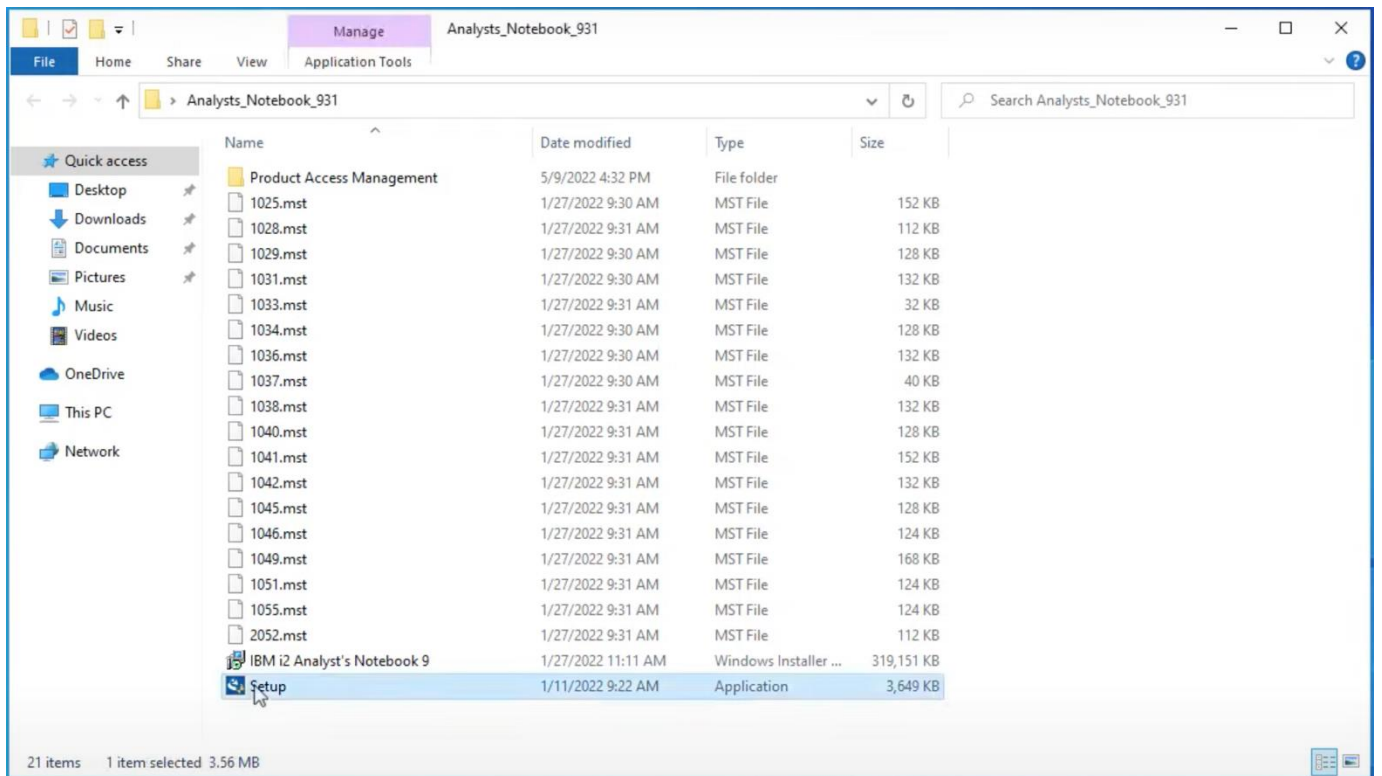 Manage
Analysts_Notebook_931
File Home Share View Application Tools
Analysts_Notebook_931
Search Analysts_Notebook_931
Quick access
Desktop
Downloads
Documents
Pictures
Music
Videos
OneDrive
This PC
Network
Name Date modified Type Size
Product Access Management 5/9/2022 4:32 PM File folder
1025.mst 1/27/2022 9:30 AM MST File 152 KB
1028.mst 1/27/2022 9:31 AM MST File 112 KB
1029.mst 1/27/2022 9:30 AM MST File 128 KB
1031.mst 1/27/2022 9:30 AM MST File 132 KB
1033.mst 1/27/2022 9:31 AM MST File 32 KB
1034.mst 1/27/2022 9:30 AM MST File 128 KB
1036.mst 1/27/2022 9:30 AM MST File 132 KB
1037.mst 1/27/2022 9:30 AM MST File 40 KB
1038.mst 1/27/2022 9:31 AM MST File 132 KB
1040.mst 1/27/2022 9:31 AM MST File 128 KB
1041.mst 1/27/2022 9:31 AM MST File 152 KB
1042.mst 1/27/2022 9:31 AM MST File 132 KB
1045.mst 1/27/2022 9:31 AM MST File 128 KB
1046.mst 1/27/2022 9:31 AM MST File 124 KB
1049.mst 1/27/2022 9:31 AM MST File 168 KB
1051.mst 1/27/2022 9:31 AM MST File 124 KB
1055.mst 1/27/2022 9:31 AM MST File 124 KB
2052.mst 1/27/2022 9:31 AM MST File 112 KB
IBM i2 Analyst's Notebook 9 1/27/2022 11:11 AM Windows Installer ... 319,151 KB
Setup 1/11/2022 9:22 AM Application 3,649 KB
21 items 1 item selected 3.56 MB